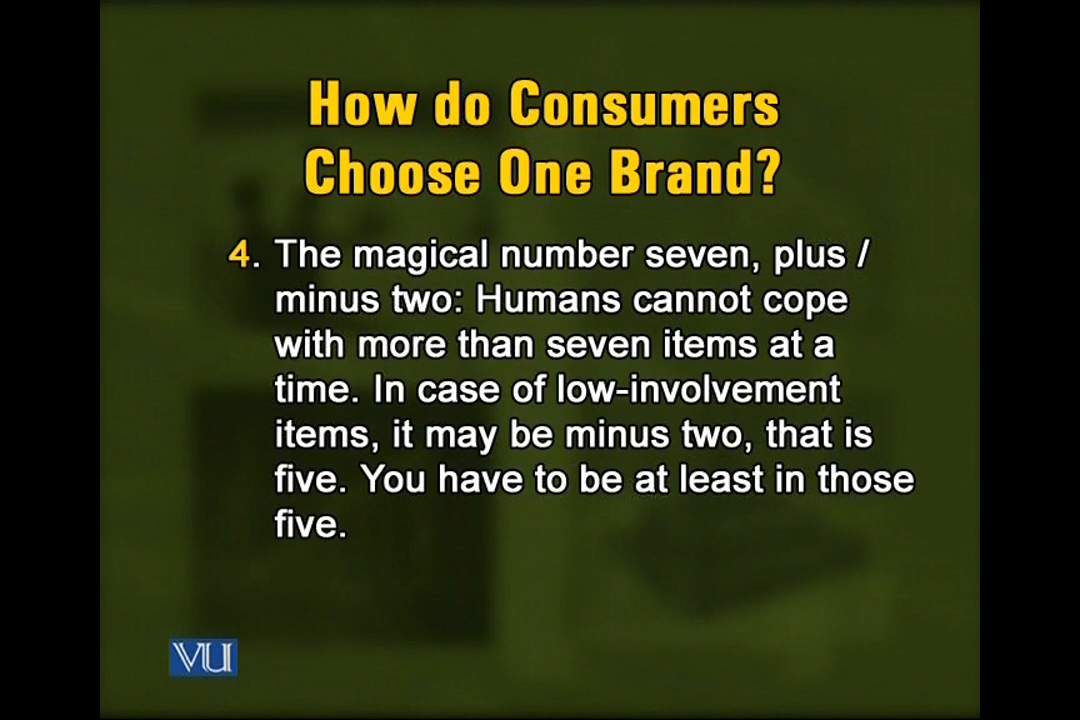 How do Consumers
Choose One Brand?
4. The magical number seven, plus /
minus two: Humans cannot cope
with more than seven items at a
time. In case of low-involvement
items, it may be minus two, that is
five. You have to be at least in those
five.
VU